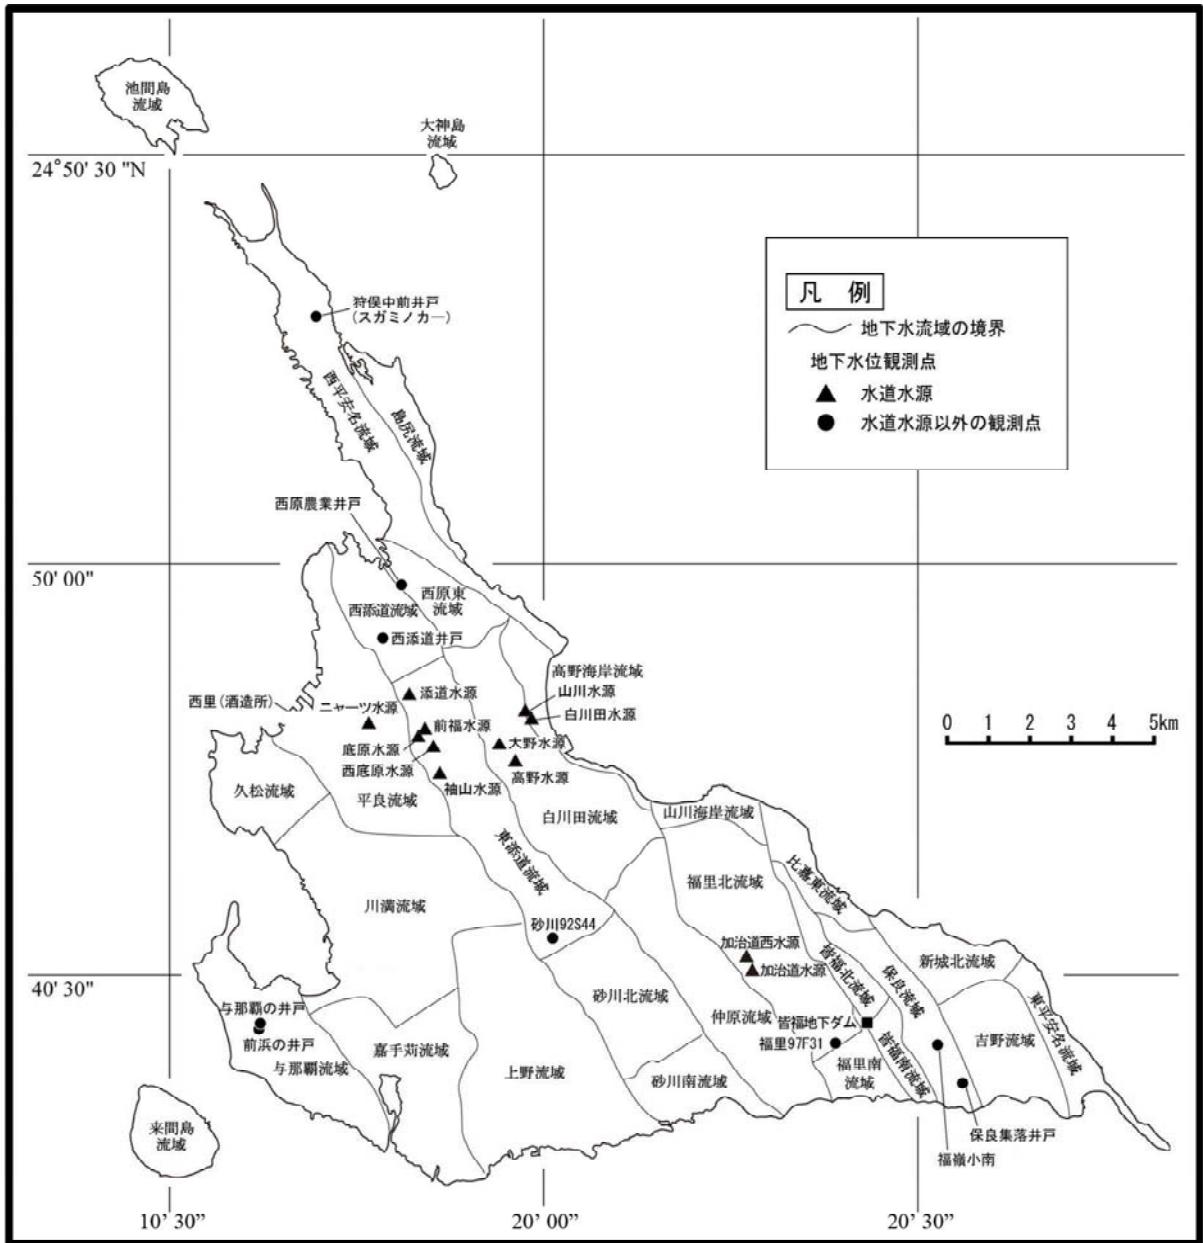 池間島
流域
大神島
流域
24°50' 30 "N
凡 例
地下水流域の境界
地下水位観測点
水道水源
水道水源以外の観測点
狩俣中前井戸
(スガミノカー)
西平安名流域
島尻流域
西原農業井戸
50' 00"
西原東
流域
西添道流域
西添道井戸
高野海岸流域
山川水源
白川田水源
添道水源
西里(酒造所)
ニャーツ水源
前福水源
底原水源
西底原水源
大野水源
高野水源
袖山水源
0 1 2 3 4 5km
久松流域
平良流域
白川田流域
山川海岸流域
東添道流域
比嘉東流域
福里北流域
川満流域
砂川92S44
加治道西水源
加治道水源
新城北流域
皆福北流域
保良流域
40' 30"
砂川北流域
仲原流域
東平安名流域
与那覇の井戸
前浜の井戸
与那覇流域
皆福地下ダム
福里97F31
嘉手苅流域
上野流域
吉野流域
福里南
流域
皆福南流域
砂川南流域
来間島
流域
保良集落井戸
福嶺小南
10' 30"
20' 00"
20' 30"